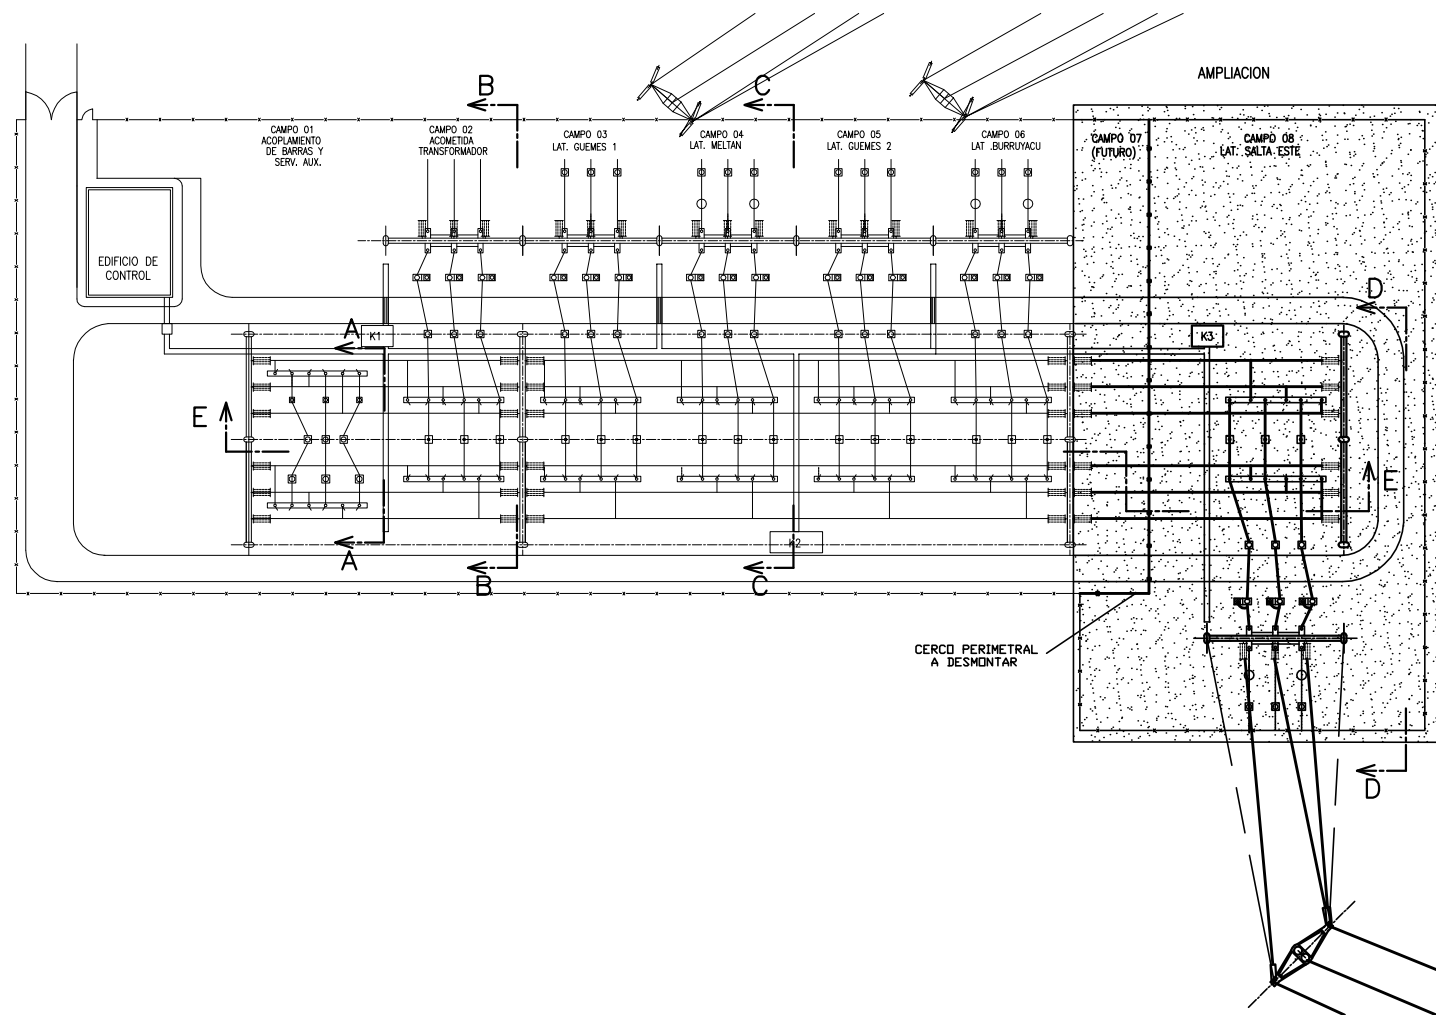 AMPLIACION
B
C
CAMPO 01
ACOPLAMIENTO
DE BARRAS Y
SERV. AUX.
CAMPO 02
ACOMETIDA
TRANSFORMADOR
CAMPO 03
LAT. GUEMES 1
CAMPO 04
LAT. MELTAN
CAMPO 05
LAT. GUEMES 2
CAMPO 06
LAT .BURRUYACU
CAMPO 07
(FUTURO)
CAMPO 08
LAT. SALTA ESTE
EDIFICIO DE
CONTROL
D
A
K1
K3
E
E
K2
A
B
C
CERCO PERIMETRAL
A DESMONTAR
D